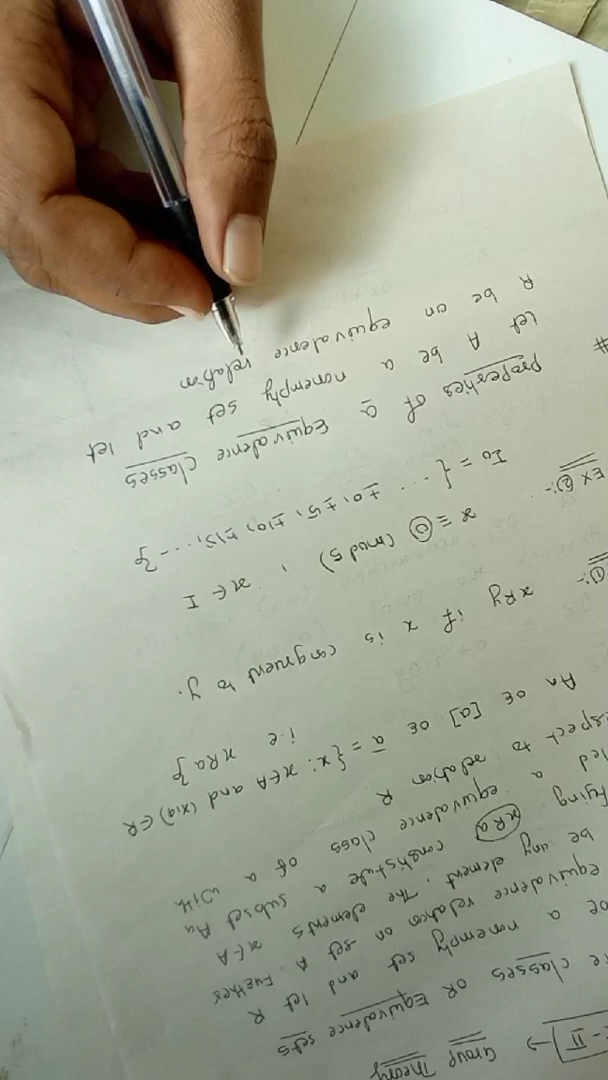 - II → Group Theory
classes OR Equivalence sets
be a nonempty set and let R
equivalence relation on set A. Further
be any element. The elements x ∈ A
fying xRa constitute a subset Aa
led a equivalence class of a with
spect to relation R
Aa or [a] or a̅ = {x : x ∈ A and (x, a) ∈ R
i.e xRa}
①:- xRy if x is congruent to y.
Ex ②:- x ≡ 0 (mod 5) , x ∈ I
I₀ = { ... ±0, ±5, ±10, ±15, - ... }
# properties of Equivalence classes
Let A be a nonempty set and let
R be an equivalence relation